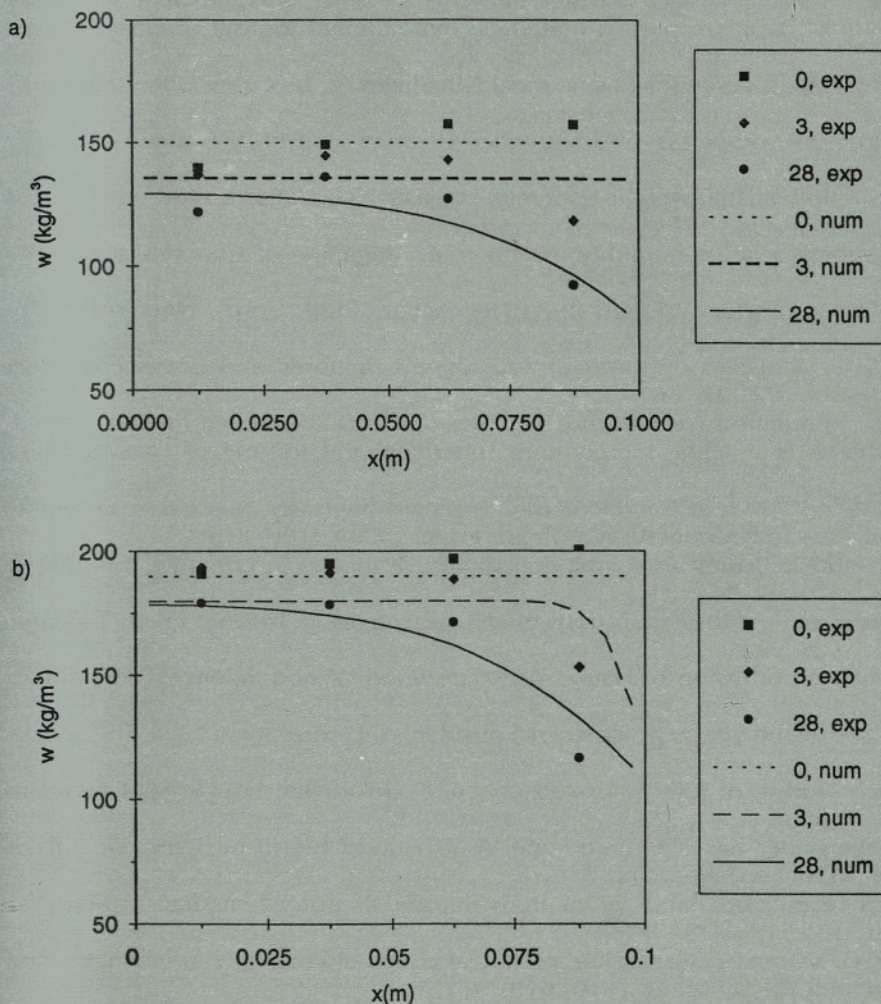 a)
200
150
100
50
w (kg/m³)
0.0000 0.0250 0.0500 0.0750 0.1000
x(m)
0, exp
3, exp
28, exp
0, num
3, num
28, num
b)
200
150
100
50
w (kg/m³)
0 0.025 0.05 0.075 0.1
x(m)
0, exp
3, exp
28, exp
0, num
3, num
28, num